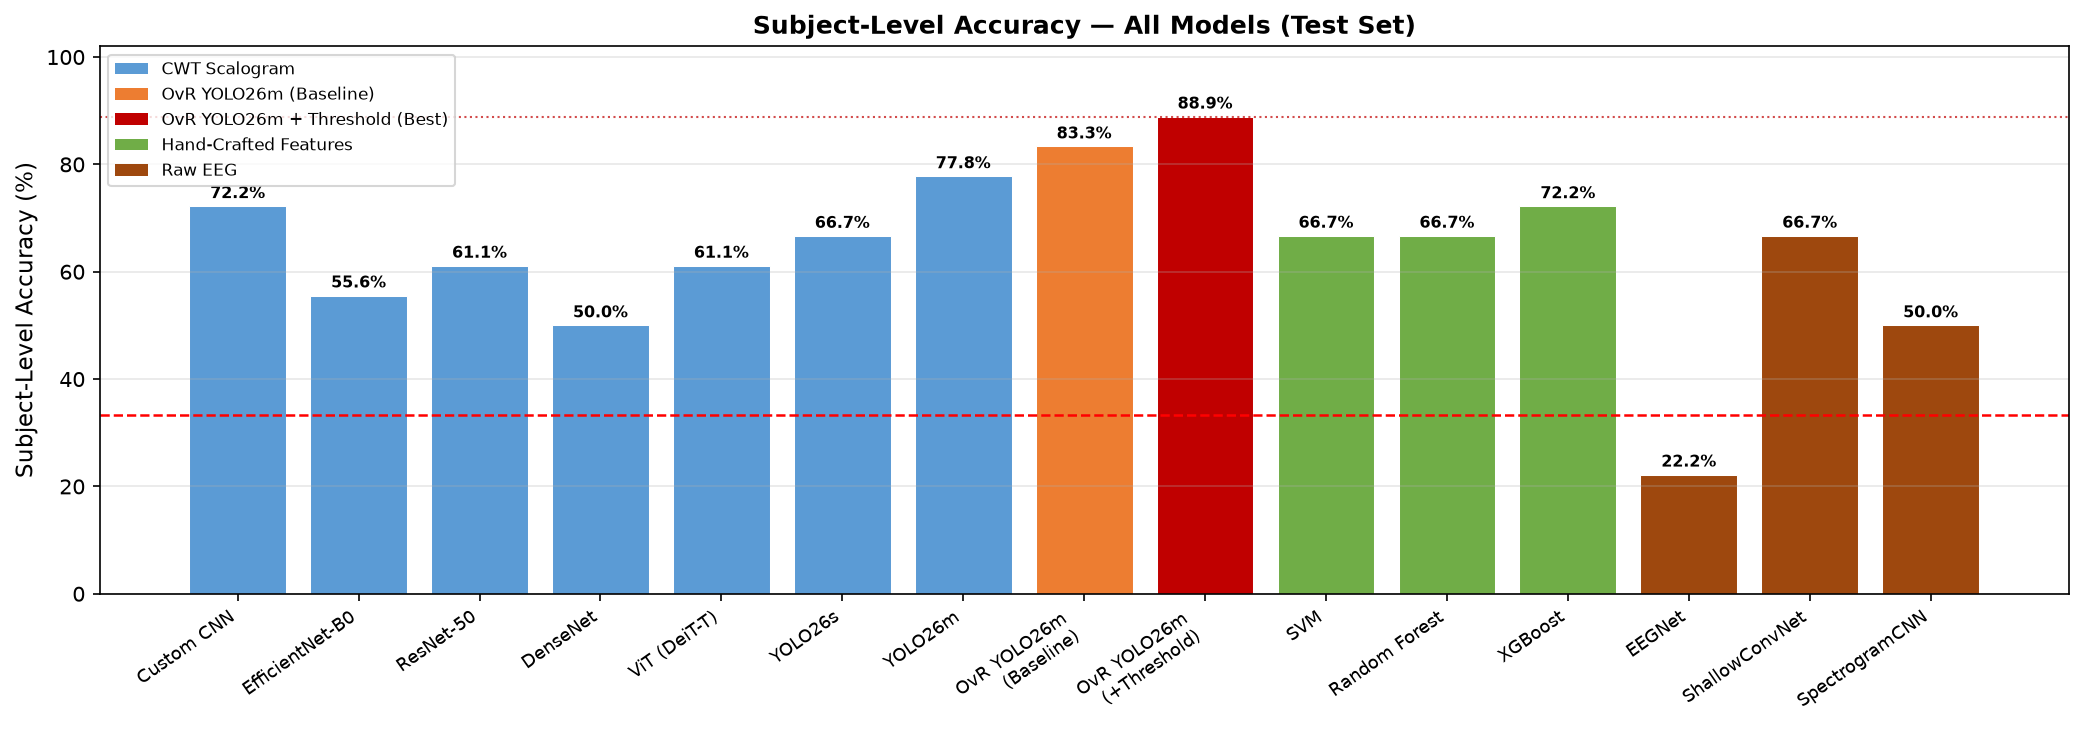 Subject-Level Accuracy — All Models (Test Set)
Subject-Level Accuracy (%)
100
80
60
40
20
0
CWT Scalogram
OvR YOLO26m (Baseline)
OvR YOLO26m + Threshold (Best)
Hand-Crafted Features
Raw EEG
72.2%
55.6%
61.1%
50.0%
61.1%
66.7%
77.8%
83.3%
88.9%
66.7%
66.7%
72.2%
22.2%
66.7%
50.0%
Custom CNN
EfficientNet-B0
ResNet-50
DenseNet
ViT (DeiT-T)
YOLO26s
YOLO26m
OvR YOLO26m
(Baseline)
OvR YOLO26m
(+Threshold)
SVM
Random Forest
XGBoost
EEGNet
ShallowConvNet
SpectrogramCNN